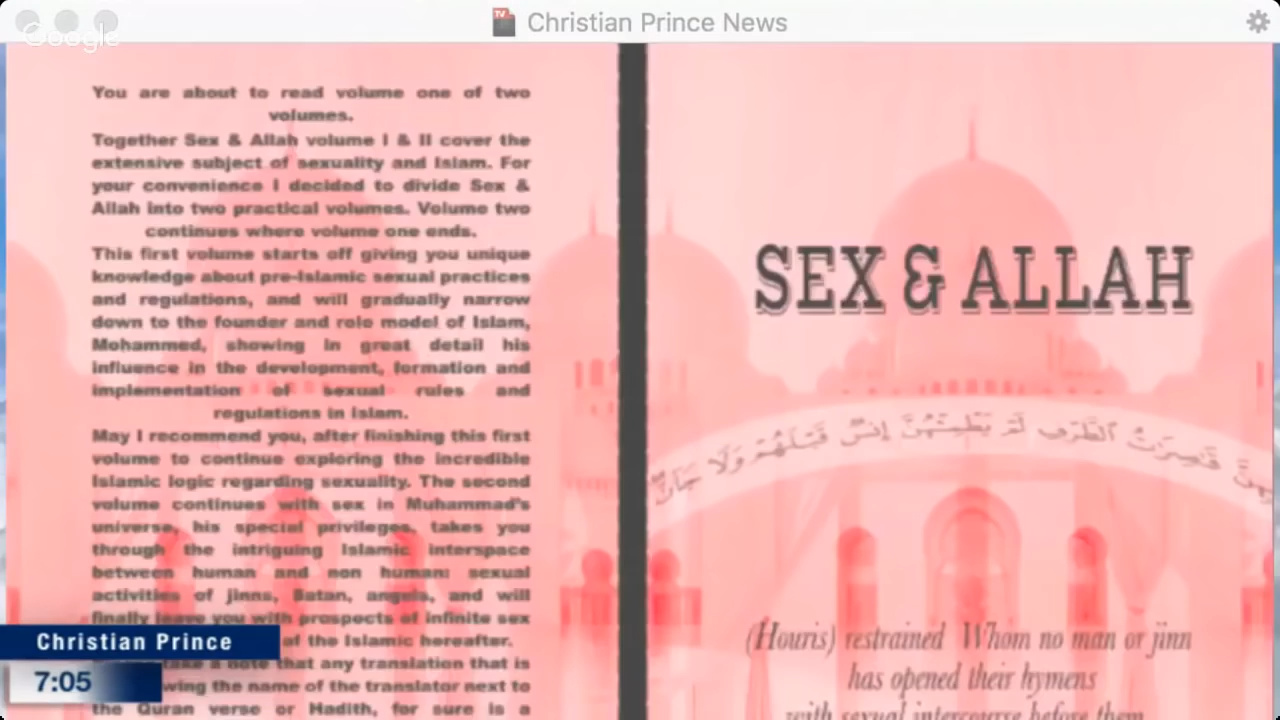 Christian Prince News
Google
You are about to read volume one of two
volumes.
Together Sex & Allah volume I & II cover the
extensive subject of sexuality and Islam. For
your convenience I decided to divide Sex &
Allah into two practical volumes. Volume two
continues where volume one ends.
This first volume starts off giving you unique
knowledge about pre-Islamic sexual practices
and regulations, and will gradually narrow
down to the founder and role model of Islam,
Mohammed, showing in great detail his
influence in the development, formation and
implementation of sexual rules and
regulations in Islam.
May I recommend you, after finishing this first
volume to continue exploring the incredible
Islamic logic regarding sexuality. The second
volume continues with sex in Muhammad's
universe, his special privileges, takes you
through the intriguing Islamic interspace
between human and non human: sexual
activities of jinns, Satan, angels, and will
finally leave you with prospects of infinite sex
of the Islamic hereafter.
take a note that any translation that is
the name of the translator next to
the Quran verse or Hadith, for sure is a
SEX & ALLAH
قَٰصِرَٰتُ ٱلطَّرْفِ لَمْ يَطْمِثْهُنَّ إِنسٌ قَبْلَهُمْ وَلَا جَانٌّ
(Houris) restrained Whom no man or jinn
has opened their hymens
with sexual intercourse before them
Christian Prince
7:05